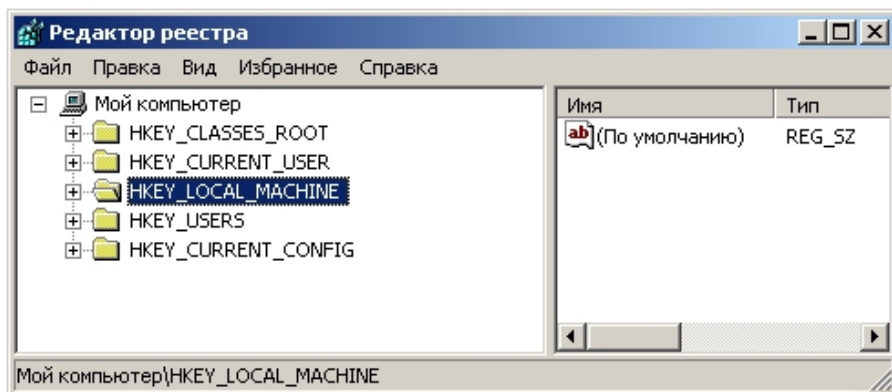 Редактор реестра
Файл Правка Вид Избранное Справка
Мой компьютер
HKEY_CLASSES_ROOT
HKEY_CURRENT_USER
HKEY_LOCAL_MACHINE
HKEY_USERS
HKEY_CURRENT_CONFIG
Имя Тип
ab (По умолчанию) REG_SZ
Мой компьютер\HKEY_LOCAL_MACHINE